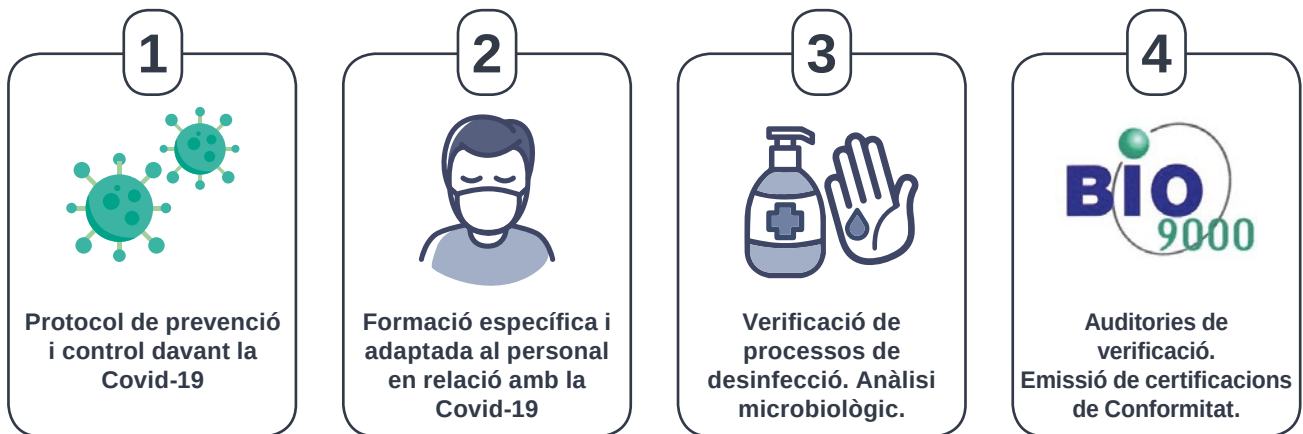 1
Protocol de prevenció
i control davant la
Covid-19
2
Formació específica i
adaptada al personal
en relació amb la
Covid-19
3
Verificació de
processos de
desinfecció. Anàlisi
microbiològic.
4
BIO
9000
Auditories de
verificació.
Emissió de certificacions
de Conformitat.